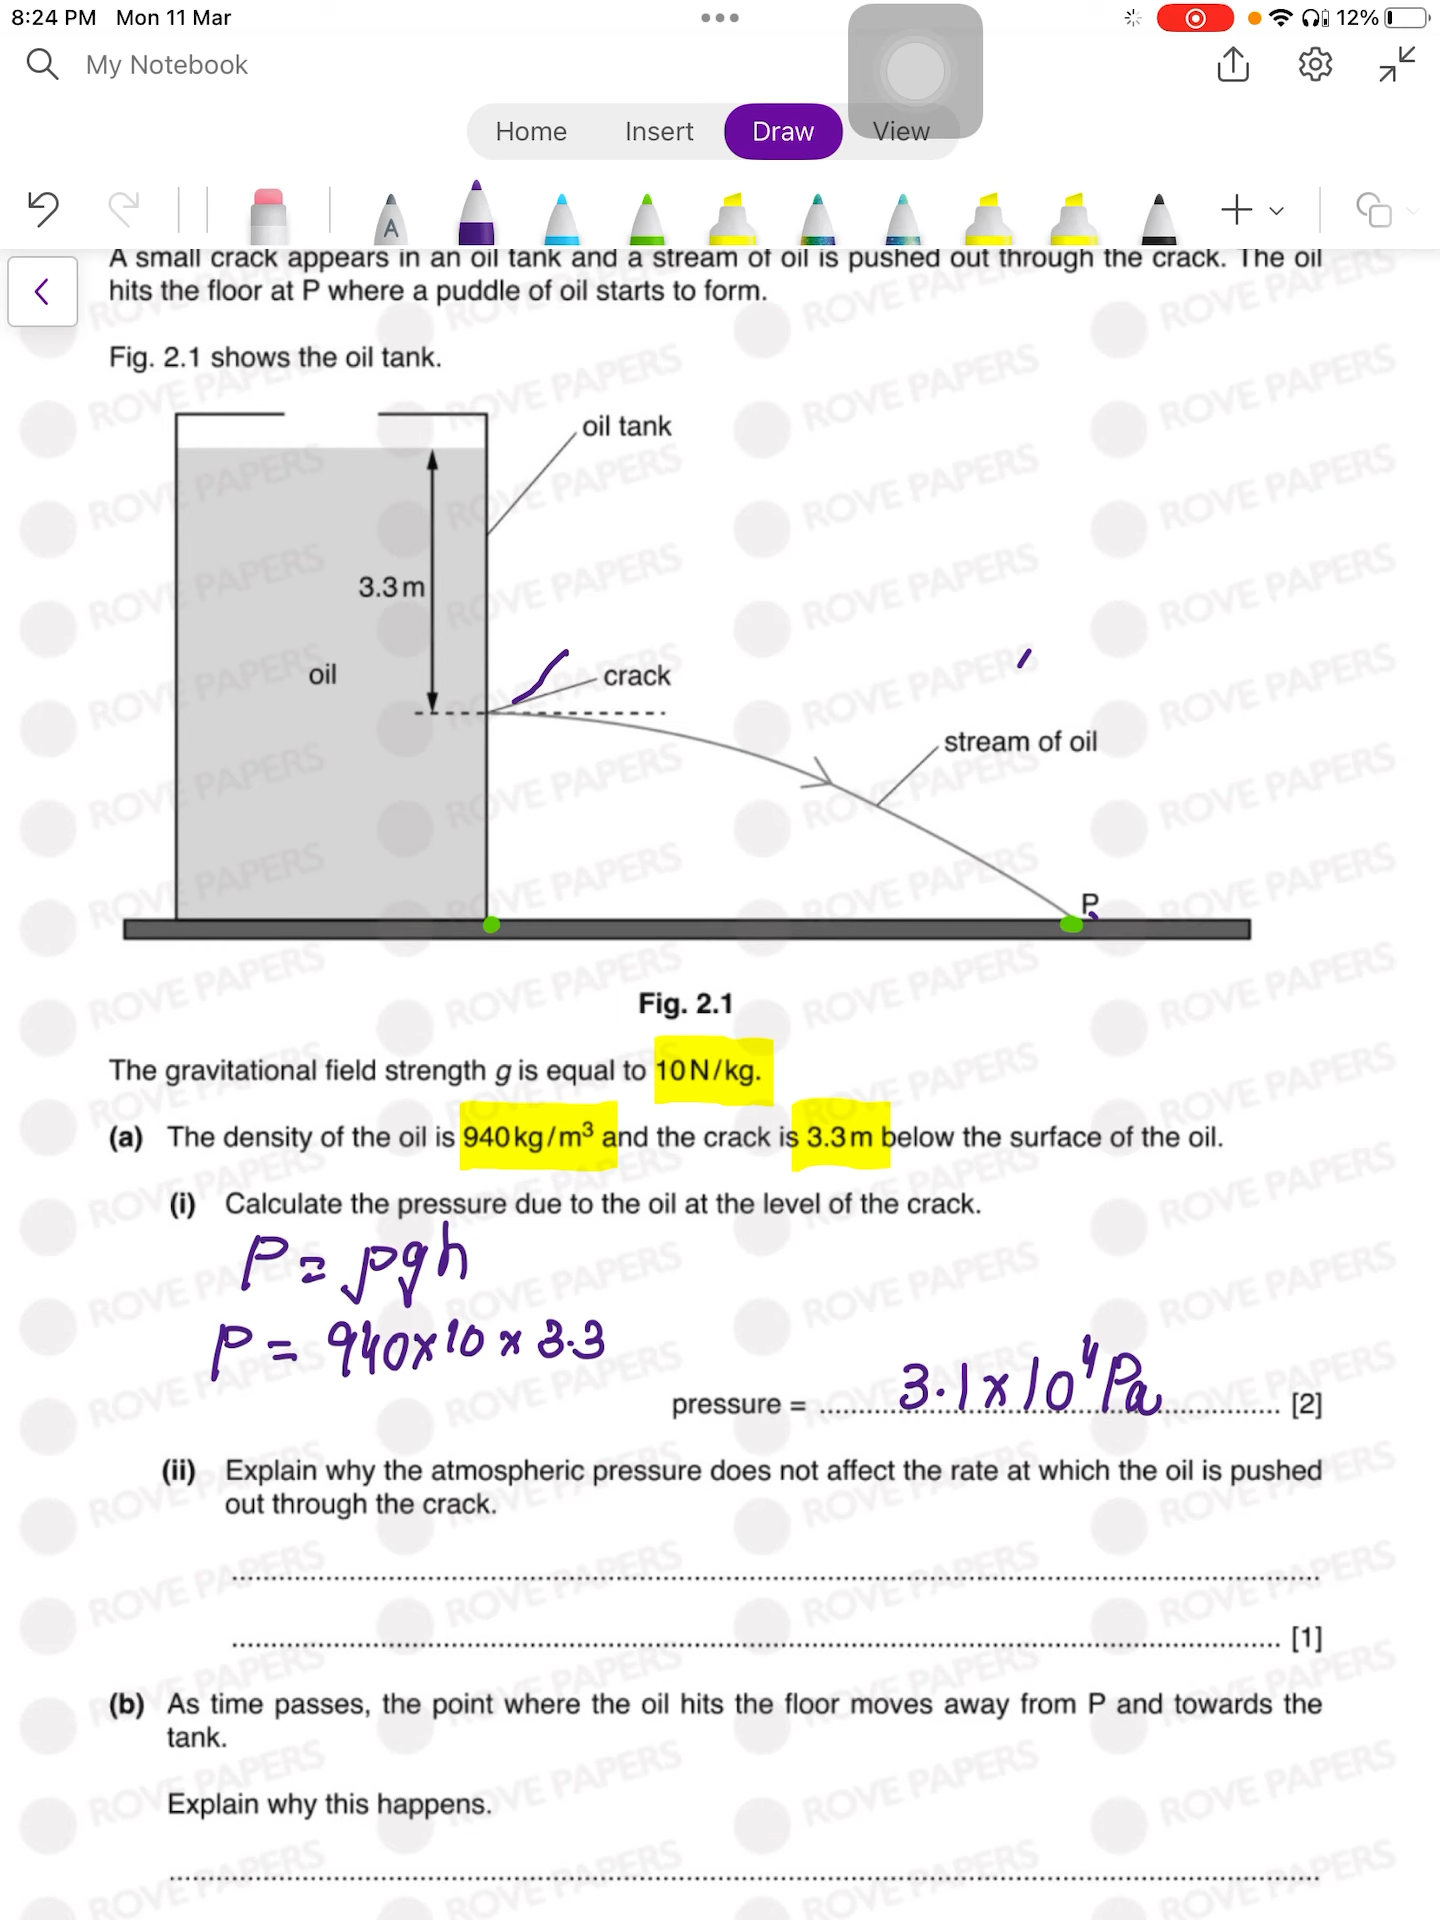 8:24 PM Mon 11 Mar
12%
My Notebook
Home Insert Draw View
A
A small crack appears in an oil tank and a stream of oil is pushed out through the crack. The oil
hits the floor at P where a puddle of oil starts to form.
Fig. 2.1 shows the oil tank.
oil tank
3.3 m
oil
crack
stream of oil
P
Fig. 2.1
The gravitational field strength g is equal to 10 N/kg.
(a) The density of the oil is 940 kg/m³ and the crack is 3.3 m below the surface of the oil.
(i) Calculate the pressure due to the oil at the level of the crack.
P = ρgh
P = 940 x 10 x 3.3
pressure = 3.1 x 10⁴ Pa [2]
(ii) Explain why the atmospheric pressure does not affect the rate at which the oil is pushed
out through the crack.
[1]
(b) As time passes, the point where the oil hits the floor moves away from P and towards the
tank.
Explain why this happens.
ROVE PAPERS